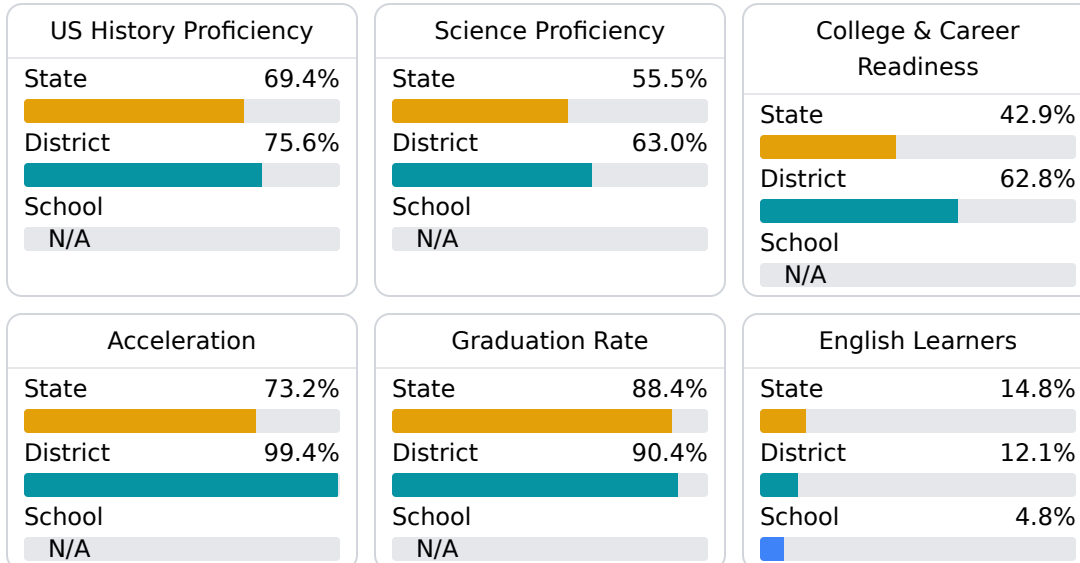 US History Proficiency
State 69.4%
District 75.6%
School
N/A
Science Proficiency
State 55.5%
District 63.0%
School
N/A
College & Career
Readiness
State 42.9%
District 62.8%
School
N/A
Acceleration
State 73.2%
District 99.4%
School
N/A
Graduation Rate
State 88.4%
District 90.4%
School
N/A
English Learners
State 14.8%
District 12.1%
School 4.8%